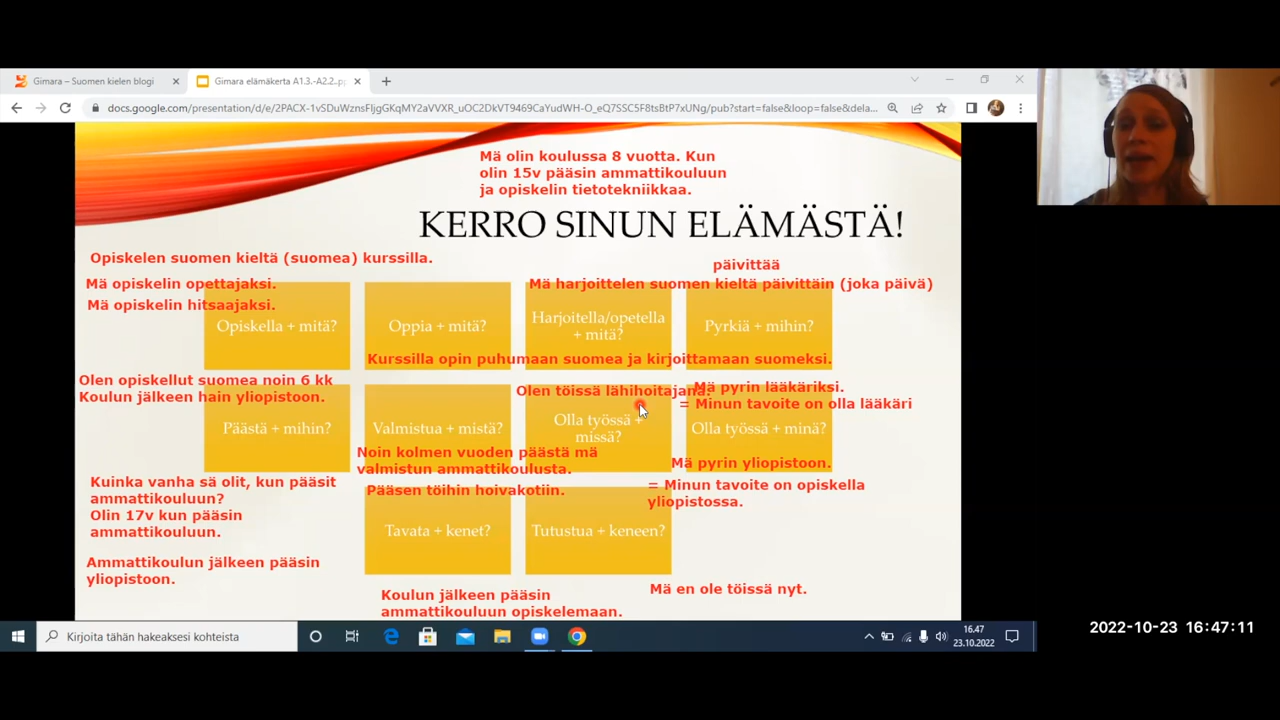 Gimara – Suomen kielen blogi
Gimara elämäkerta A1.3.-A2.2..p
docs.google.com/presentation/d/e/2PACX-1vSDuWznsFIjgGKqMY2aVVXR_uOC2DkVT9469CaYudWH-O_eQ7SSC5F8tsBtP7xUNg/pub?start=false&loop=false&dela...
Mä olin koulussa 8 vuotta. Kun
olin 15v pääsin ammattikouluun
ja opiskelin tietotekniikkaa.
KERRO SINUN ELÄMÄSTÄ!
Opiskelen suomen kieltä (suomea) kurssilla.
päivittää
Mä opiskelin opettajaksi.
Mä harjoittelen suomen kieltä päivittäin (joka päivä)
Mä opiskelin hitsaajaksi.
Opiskella + mitä?
Oppia + mitä?
Harjoitella/opetella
+ mitä?
Pyrkiä + mihin?
Kurssilla opin puhumaan suomea ja kirjoittamaan suomeksi.
Olen opiskellut suomea noin 6 kk
Koulun jälkeen hain yliopistoon.
Olen töissä lähihoitajana.
Mä pyrin lääkäriksi.
= Minun tavoite on olla lääkäri
Päästä + mihin?
Valmistua + mistä?
Olla työssä +
missä?
Olla työssä + minä?
Noin kolmen vuoden päästä mä
valmistun ammattikoulusta.
Mä pyrin yliopistoon.
Kuinka vanha sä olit, kun pääsit
ammattikouluun?
Olin 17v kun pääsin
ammattikouluun.
Pääsen töihin hoivakotiin.
= Minun tavoite on opiskella
yliopistossa.
Tavata + kenet?
Tutustua + keneen?
Ammattikoulun jälkeen pääsin
yliopistoon.
Koulun jälkeen pääsin
ammattikouluun opiskelemaan.
Mä en ole töissä nyt.
Kirjoita tähän hakeaksesi kohteista
16.47
23.10.2022
2022-10-23 16:47:11